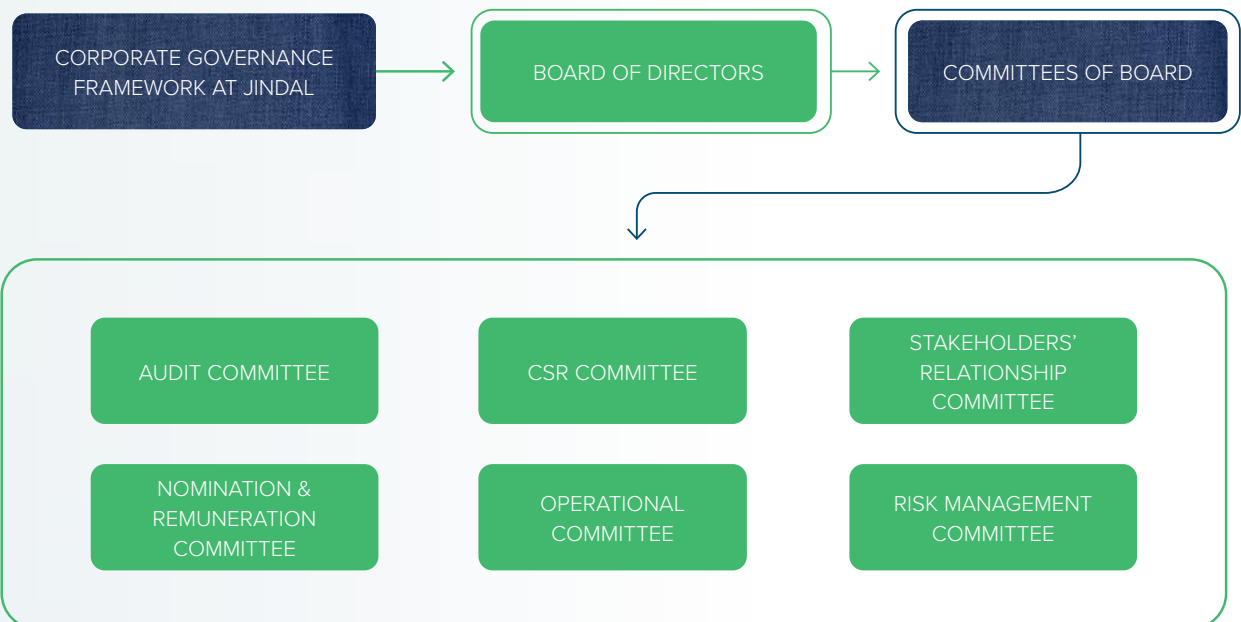 CORPORATE GOVERNANCE
FRAMEWORK AT JINDAL
BOARD OF DIRECTORS
COMMITTEES OF BOARD
AUDIT COMMITTEE
CSR COMMITTEE
STAKEHOLDERS’
RELATIONSHIP
COMMITTEE
NOMINATION &
REMUNERATION
COMMITTEE
OPERATIONAL
COMMITTEE
RISK MANAGEMENT
COMMITTEE